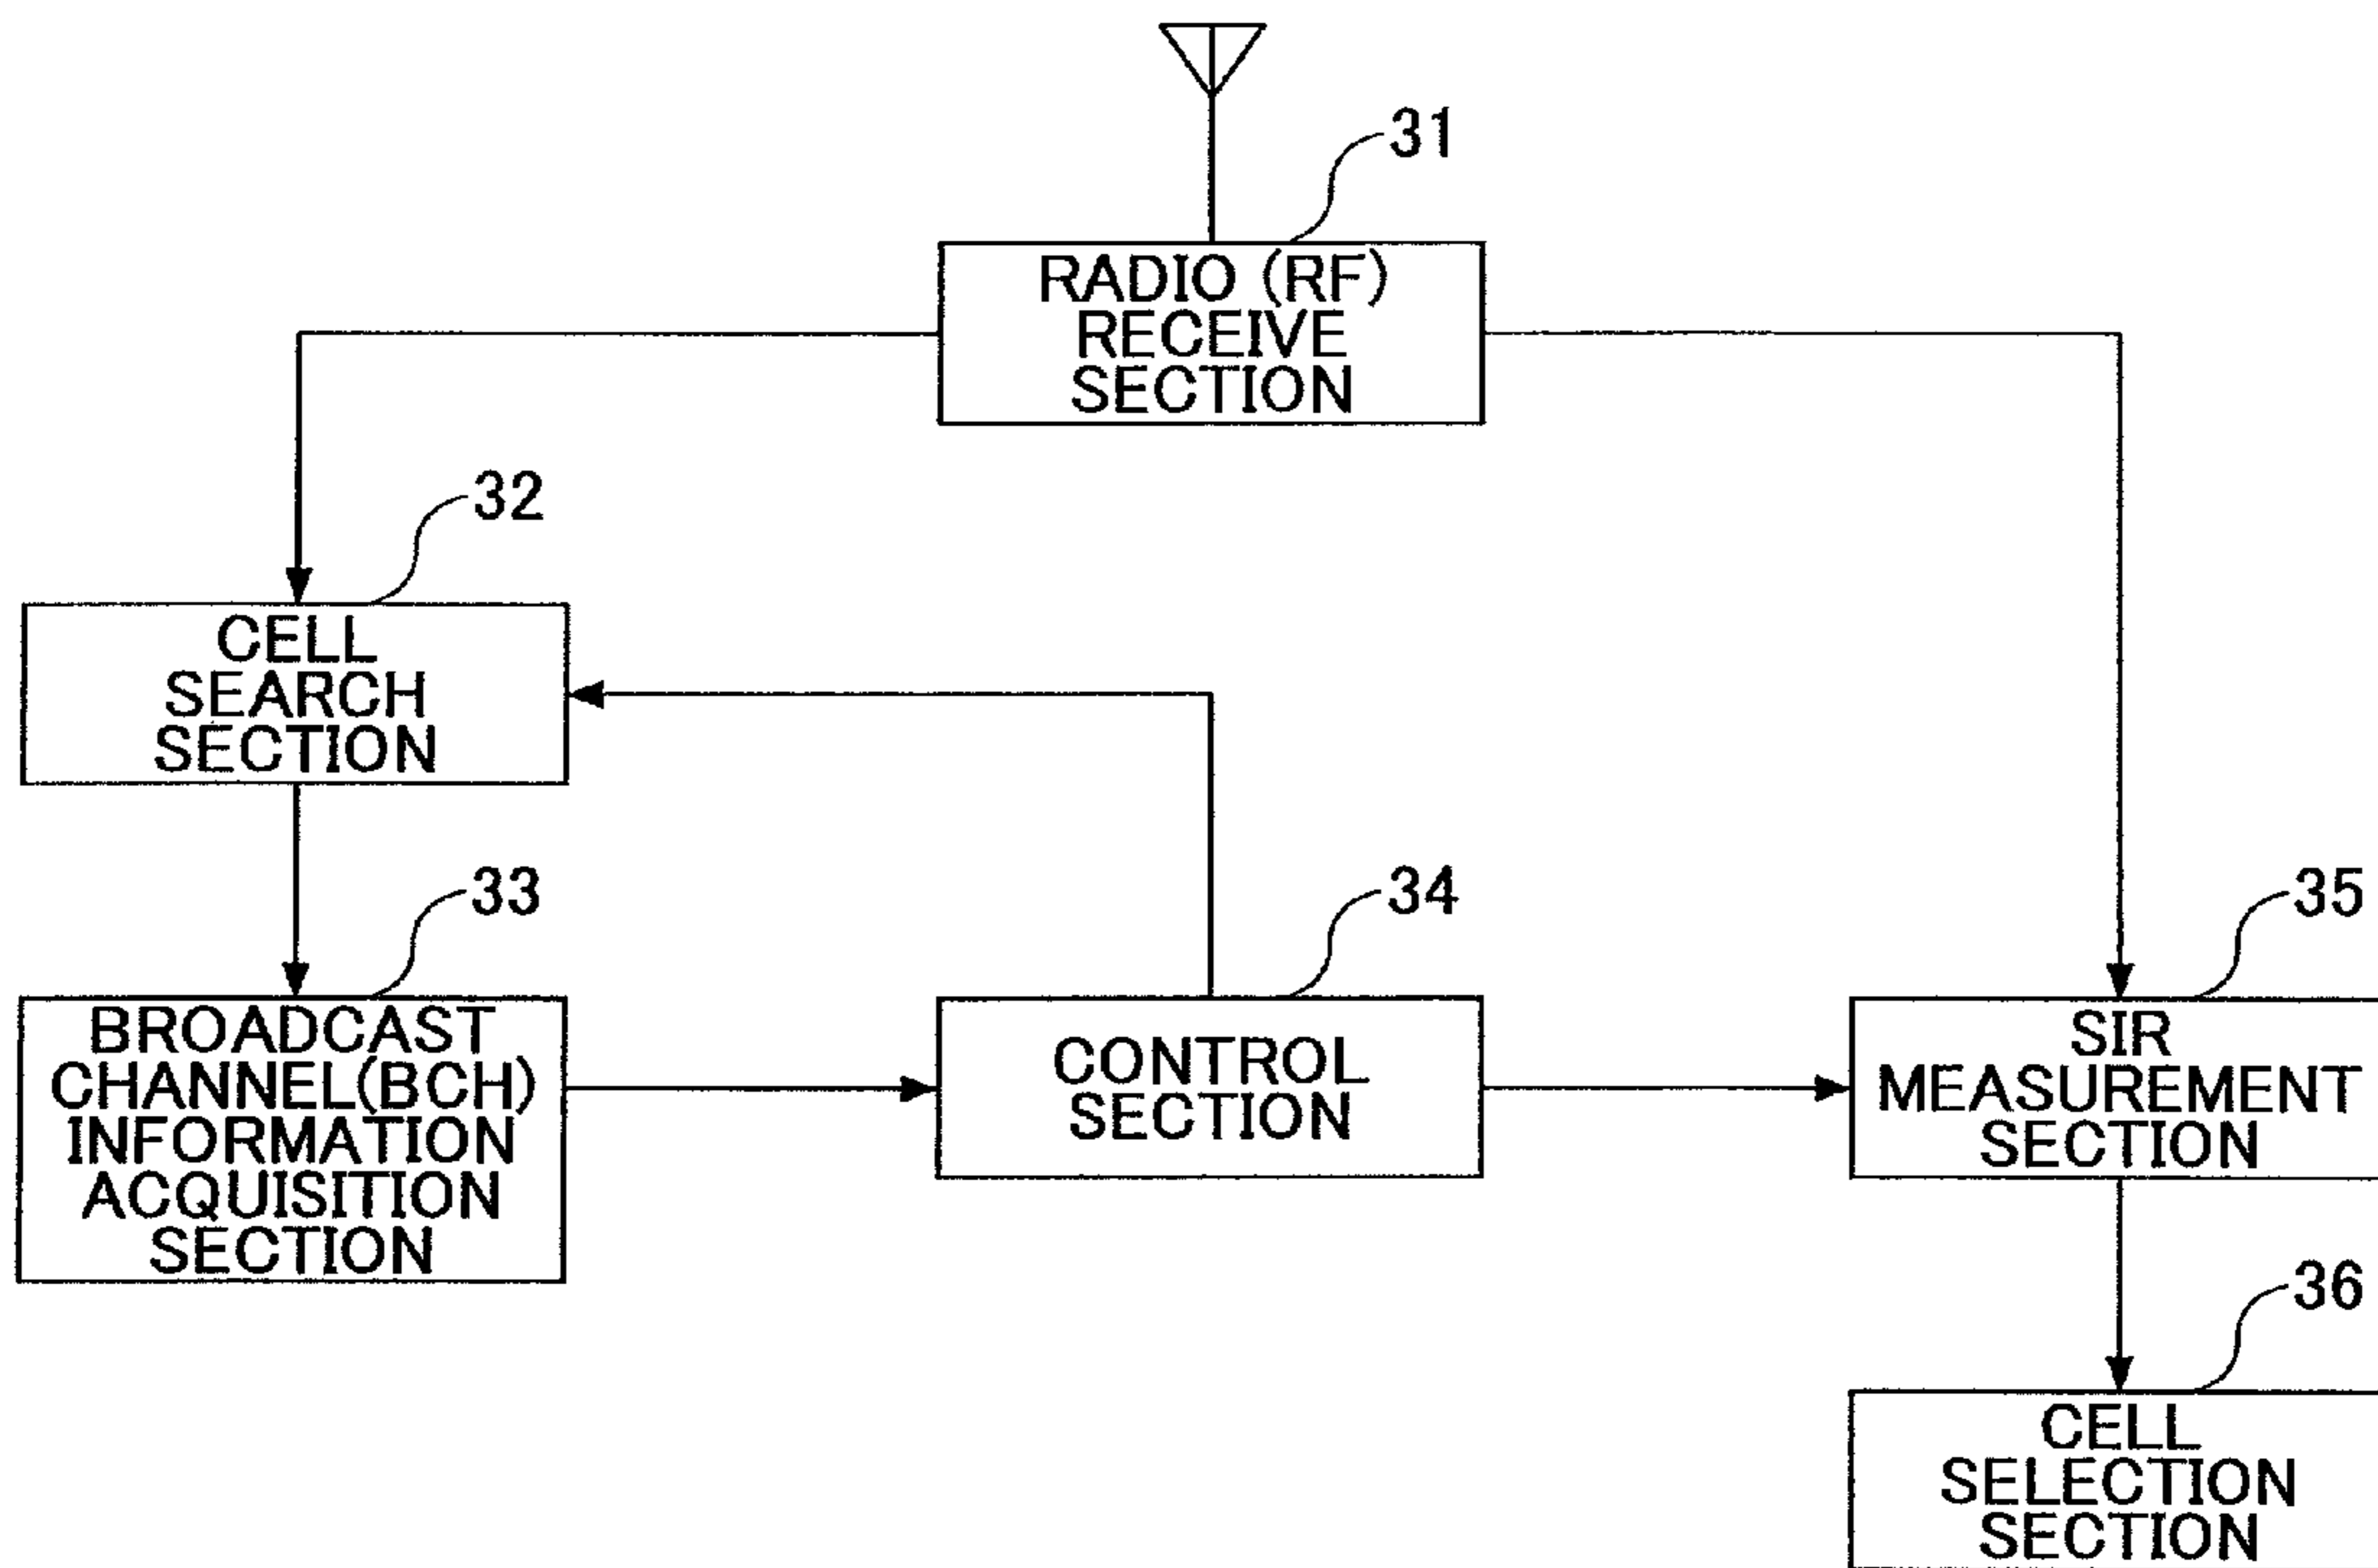 31
RADIO (RF)
RECEIVE
SECTION
32
CELL
SEARCH
SECTION
33
BROADCAST
CHANNEL(BCH)
INFORMATION
ACQUISITION
SECTION
34
CONTROL
SECTION
35
SIR
MEASUREMENT
SECTION
36
CELL
SELECTION
SECTION